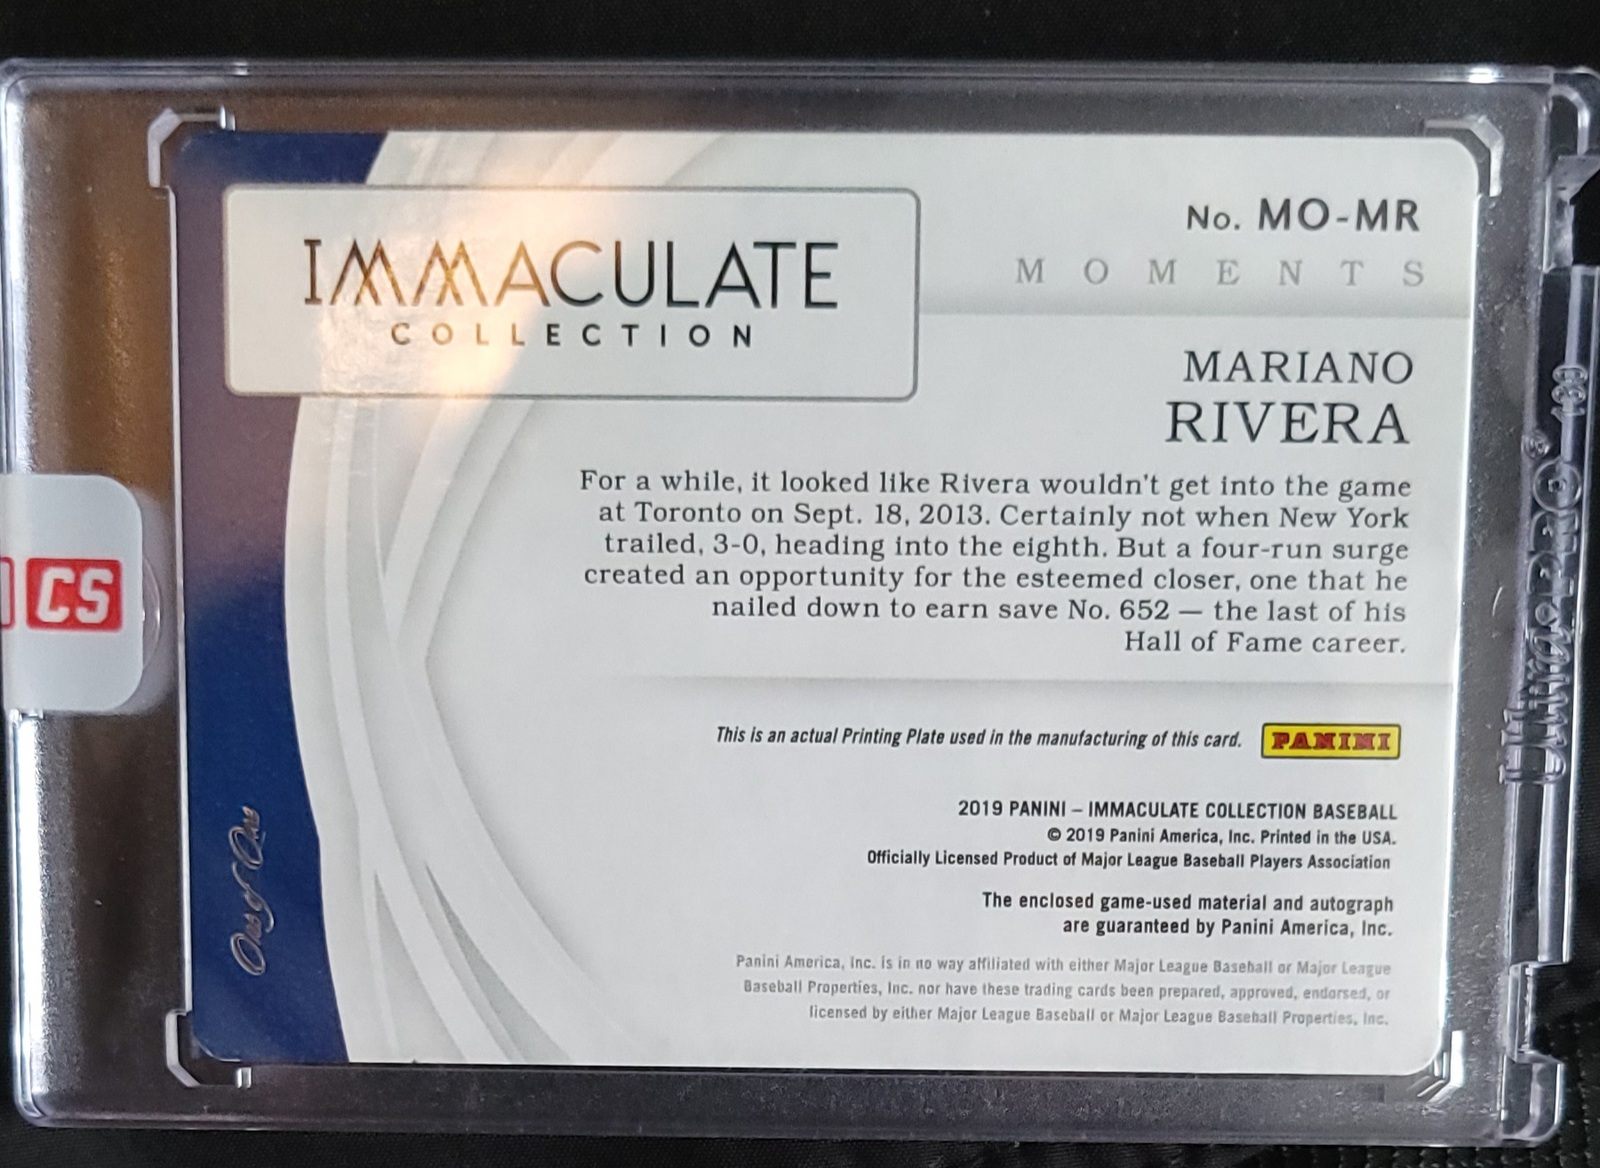 No. MO-MR
MOMENTS
IMMACULATE
COLLECTION
MARIANO
RIVERA
For a while, it looked like Rivera wouldn't get into the game
at Toronto on Sept. 18, 2013. Certainly not when New York
trailed, 3-0, heading into the eighth. But a four-run surge
created an opportunity for the esteemed closer, one that he
nailed down to earn save No. 652 — the last of his
Hall of Fame career.
CS
This is an actual Printing Plate used in the manufacturing of this card.
PANINI
2019 PANINI – IMMACULATE COLLECTION BASEBALL
© 2019 Panini America, Inc. Printed in the USA.
Officially Licensed Product of Major League Baseball Players Association
The enclosed game-used material and autograph
are guaranteed by Panini America, Inc.
Panini America, Inc. is in no way affiliated with either Major League Baseball or Major League
Baseball Properties, Inc. nor have these trading cards been prepared, approved, endorsed, or
licensed by either Major League Baseball or Major League Baseball Properties, Inc.
One of One
Ultra PRO®